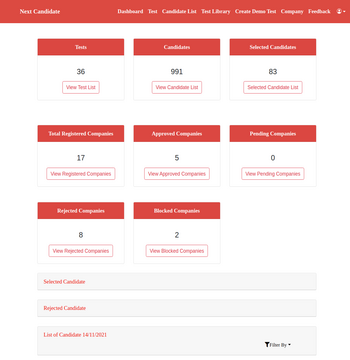 Next Candidate
Dashboard Test Candidate List Test Library Create Demo Test Company Feedback
Tests Candidates Selected Candidates
36 991 83
View Test List View Candidate List Selected Candidate List
Total Registered Companies Approved Companies Pending Companies
17 5 0
View Registered Companies View Approved Companies View Pending Companies
Rejected Companies Blocked Companies
8 2
View Rejected Companies View Blocked Companies
Selected Candidate
Rejected Candidate
List of Candidate 14/11/2021
Filter By